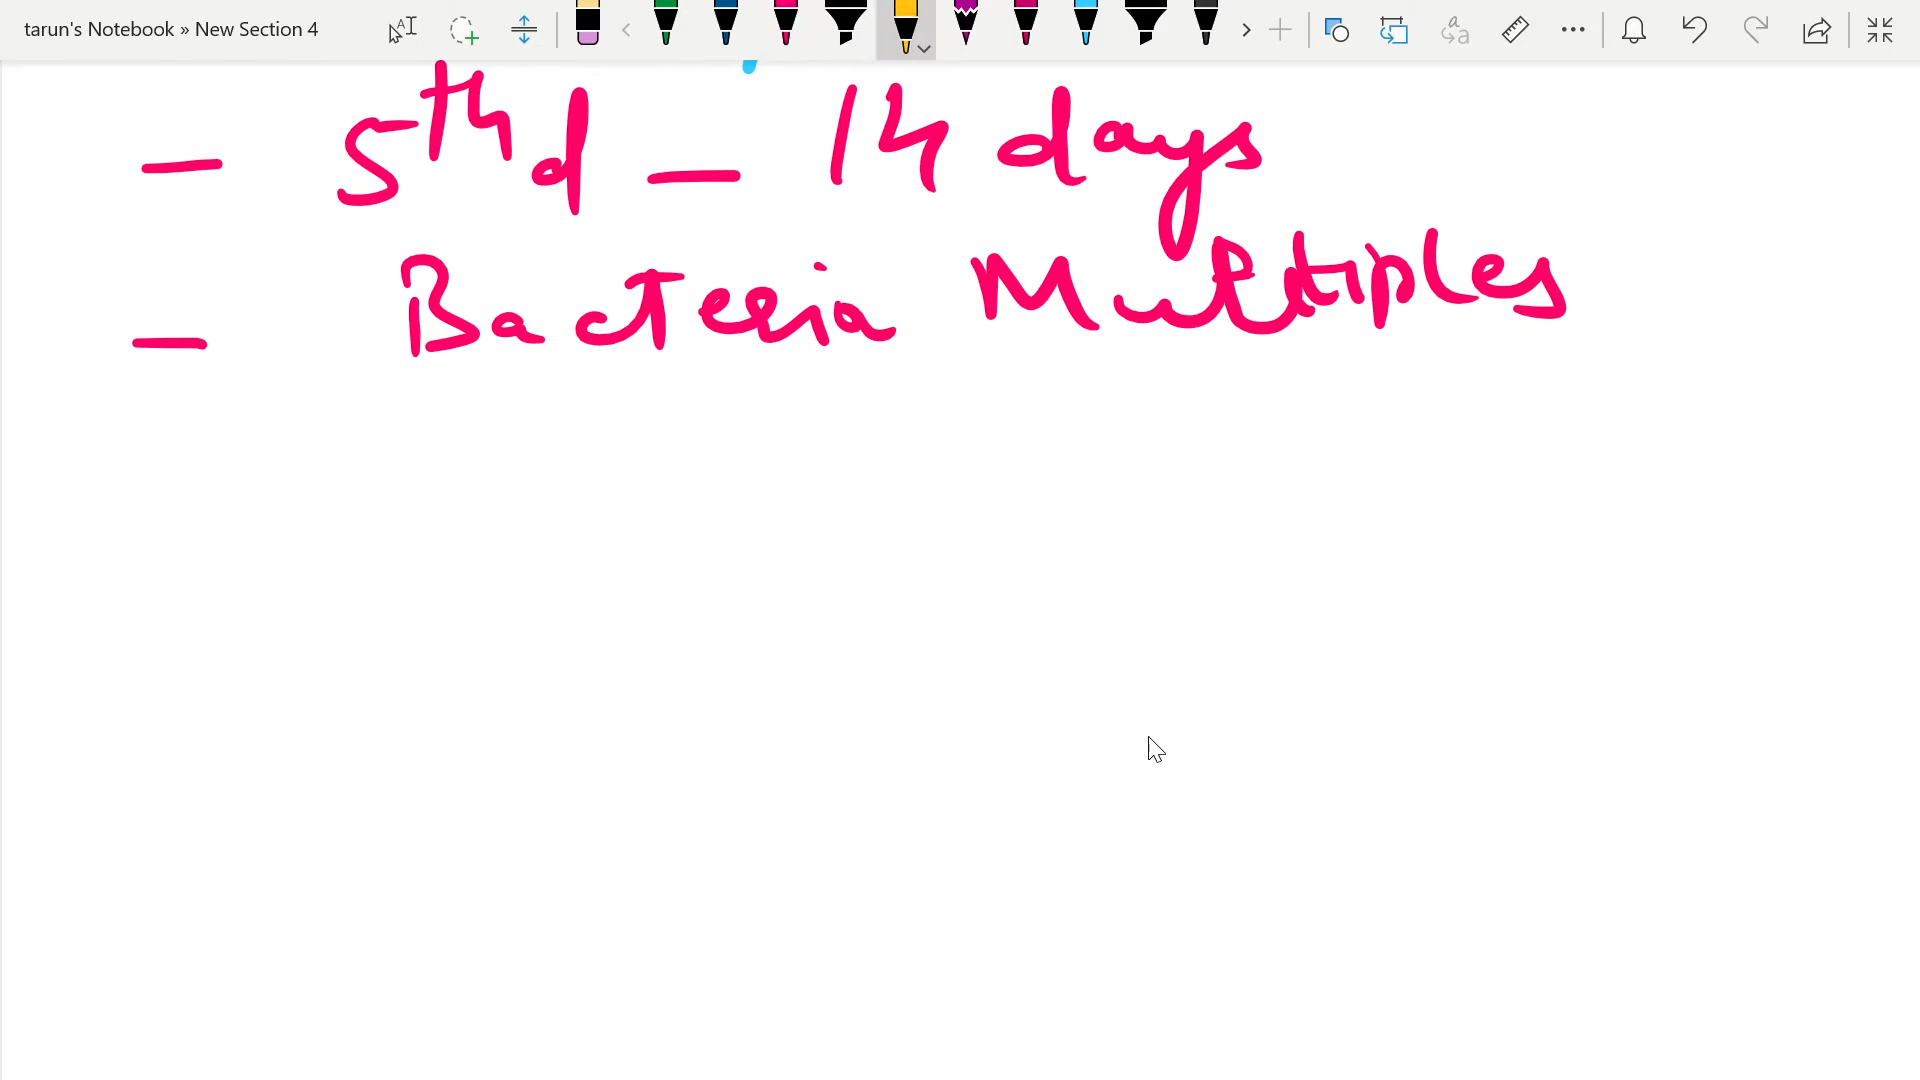 tarun's Notebook » New Section 4
- 5th d - 14 days
- Bacteria Multiples